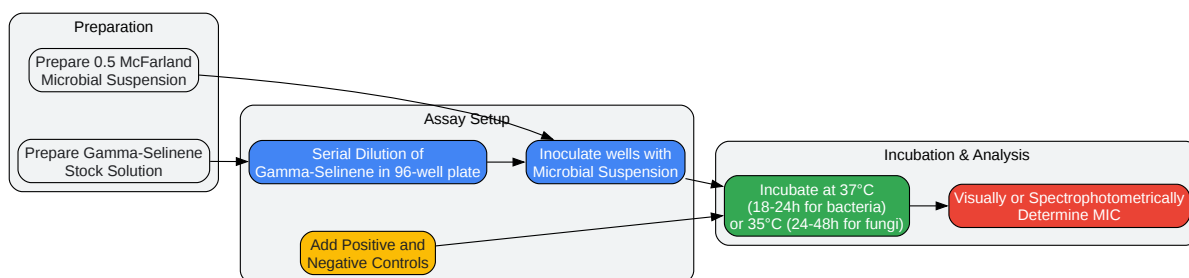 Preparation
Prepare 0.5 McFarland
Microbial Suspension
Prepare Gamma-Selinene
Stock Solution
Assay Setup
Serial Dilution of
Gamma-Selinene in 96-well plate
Inoculate wells with
Microbial Suspension
Add Positive and
Negative Controls
Incubation & Analysis
Incubate at 37°C
(18-24h for bacteria)
or 35°C (24-48h for fungi)
Visually or Spectrophotometrically
Determine MIC